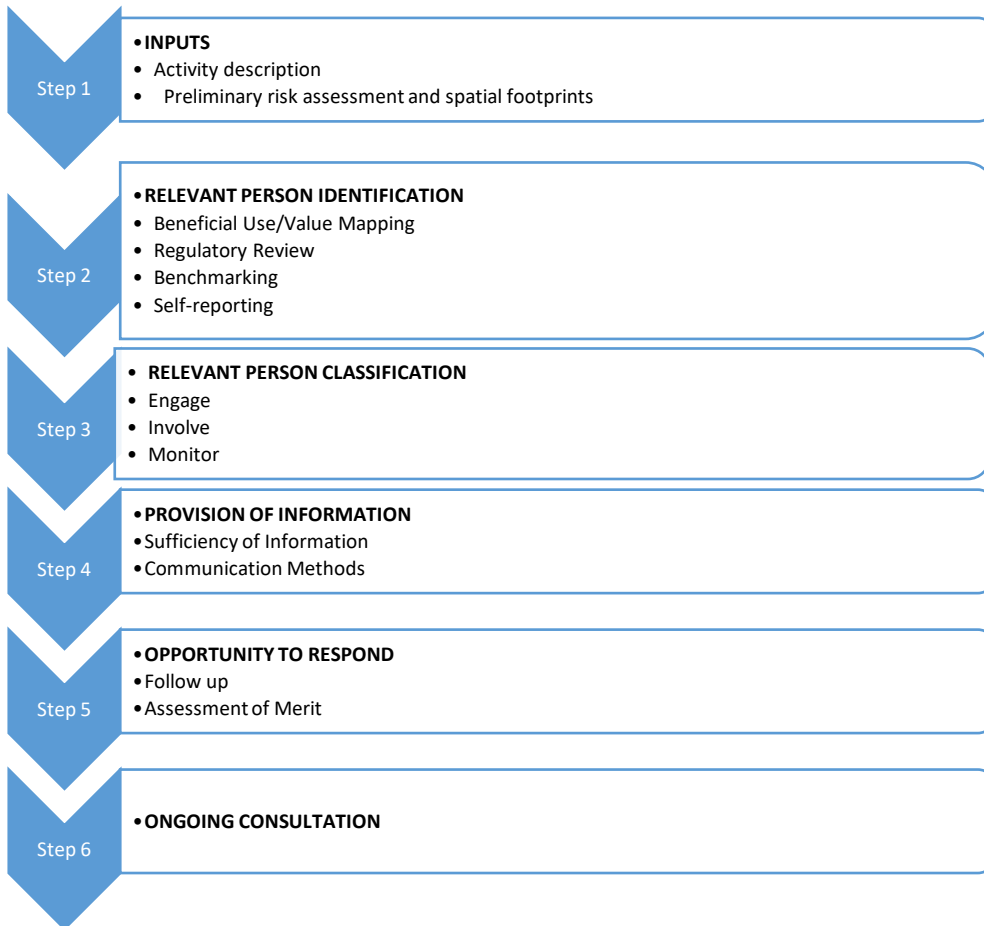 Step 1
•INPUTS
• Activity description
• Preliminary risk assessment and spatial footprints
Step 2
•RELEVANT PERSON IDENTIFICATION
• Beneficial Use/Value Mapping
• Regulatory Review
• Benchmarking
• Self-reporting
Step 3
• RELEVANT PERSON CLASSIFICATION
• Engage
• Involve
• Monitor
Step 4
•PROVISION OF INFORMATION
•Sufficiency of Information
•Communication Methods
Step 5
•OPPORTUNITY TO RESPOND
•Follow up
•Assessment of Merit
Step 6
•ONGOING CONSULTATION